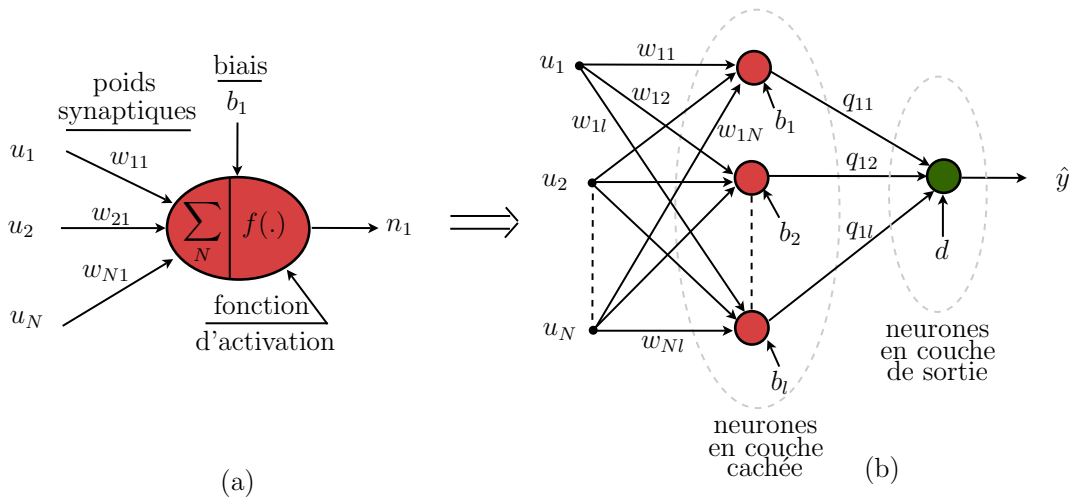 poids
synaptiques
biais
b_1
u_1
w_11
u_2
w_21
u_N
w_N1
∑
N
f(.)
n_1
fonction
d'activation
(a)
u_1
w_11
w_12
w_1l
w_1N
b_1
u_2
b_2
u_N
w_Nl
b_l
q_11
q_12
q_1l
d
ŷ
neurones
en couche
cachée
neurones
en couche
de sortie
(b)